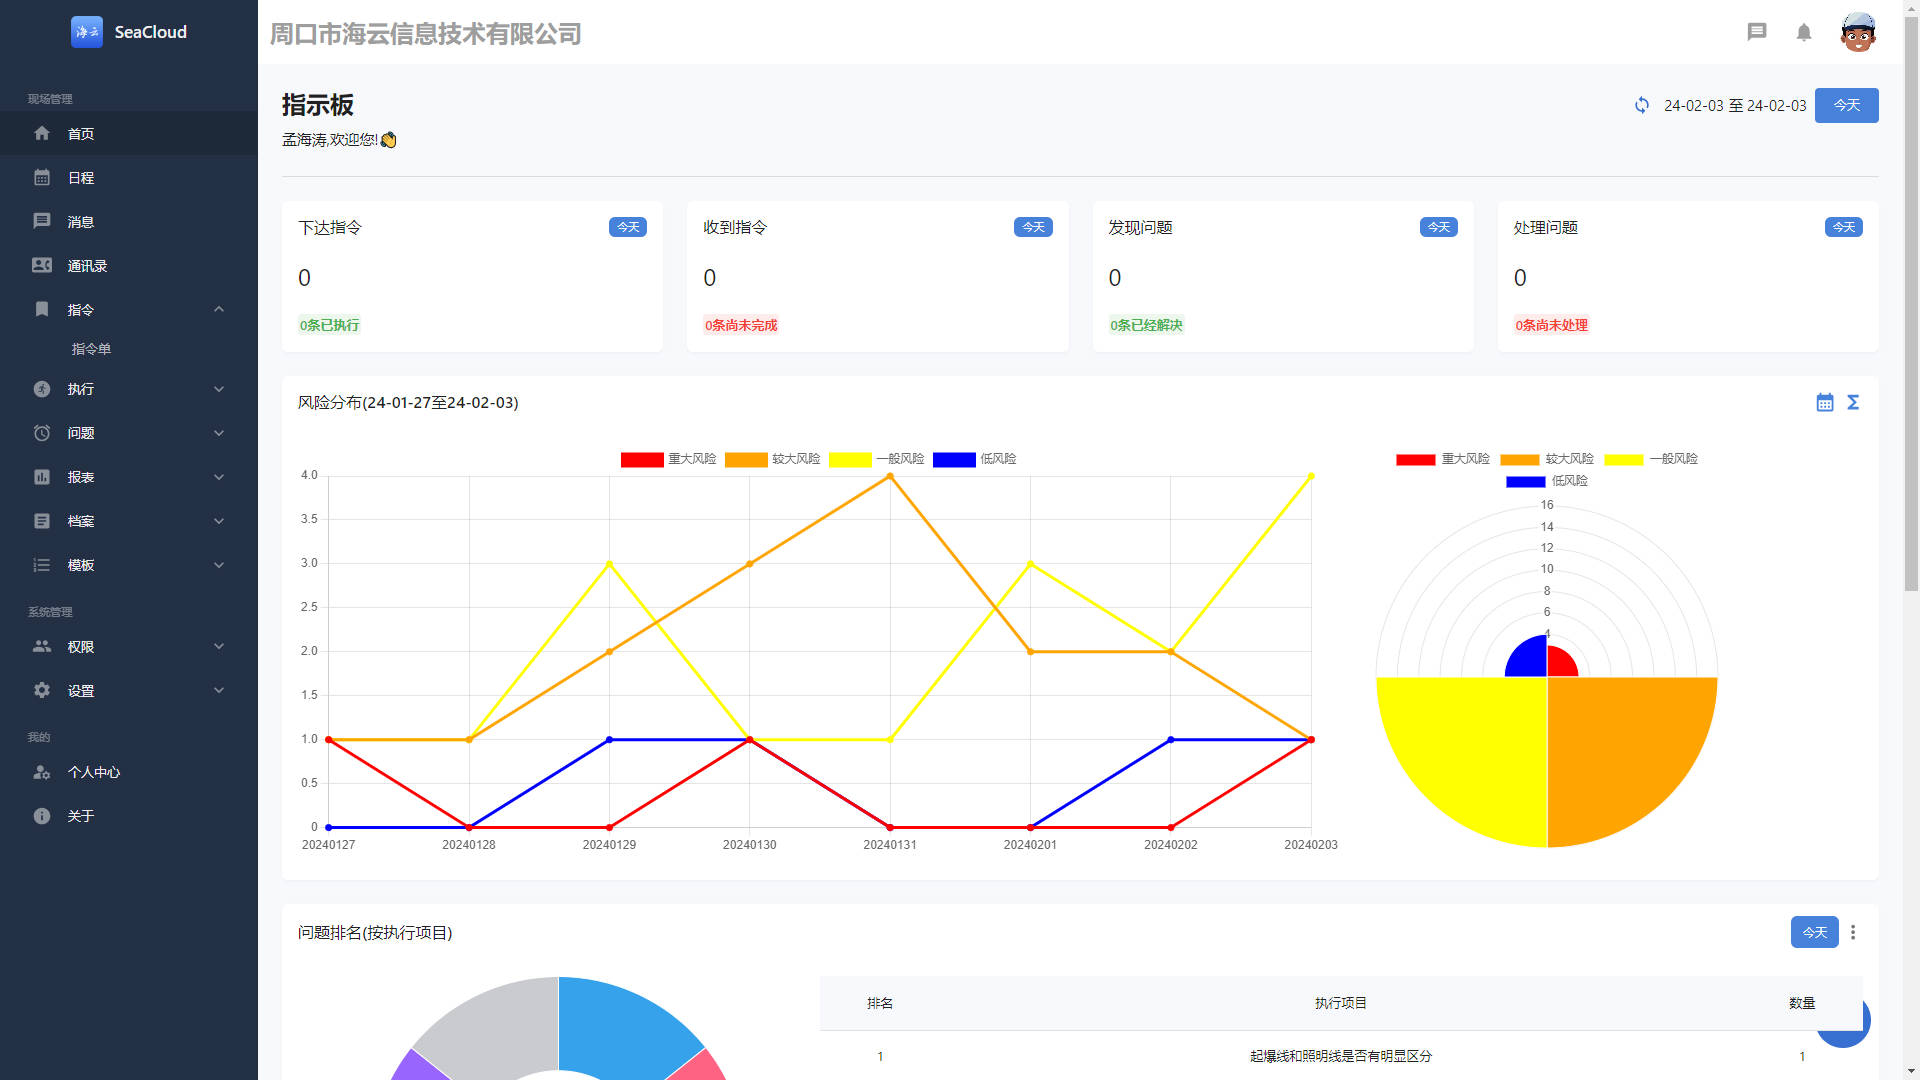 海云 SeaCloud
周口市海云信息技术有限公司
现场管理
首页
日程
消息
通讯录
指令
指令单
执行
问题
报表
档案
模板
系统管理
权限
设置
我的
个人中心
关于
指示板
24-02-03 至 24-02-03 今天
孟海涛,欢迎您!
下达指令 今天
0
0条已执行
收到指令 今天
0
0条尚未完成
发现问题 今天
0
0条已经解决
处理问题 今天
0
0条尚未处理
风险分布(24-01-27至24-02-03)
重大风险 较大风险 一般风险 低风险
4.0
3.5
3.0
2.5
2.0
1.5
1.0
0.5
0
20240127 20240128 20240129 20240130 20240131 20240201 20240202 20240203
重大风险 较大风险 一般风险
低风险
16
14
12
10
8
6
4
问题排名(按执行项目) 今天
排名 执行项目 数量
1 起爆线和照明线是否有明显区分 1